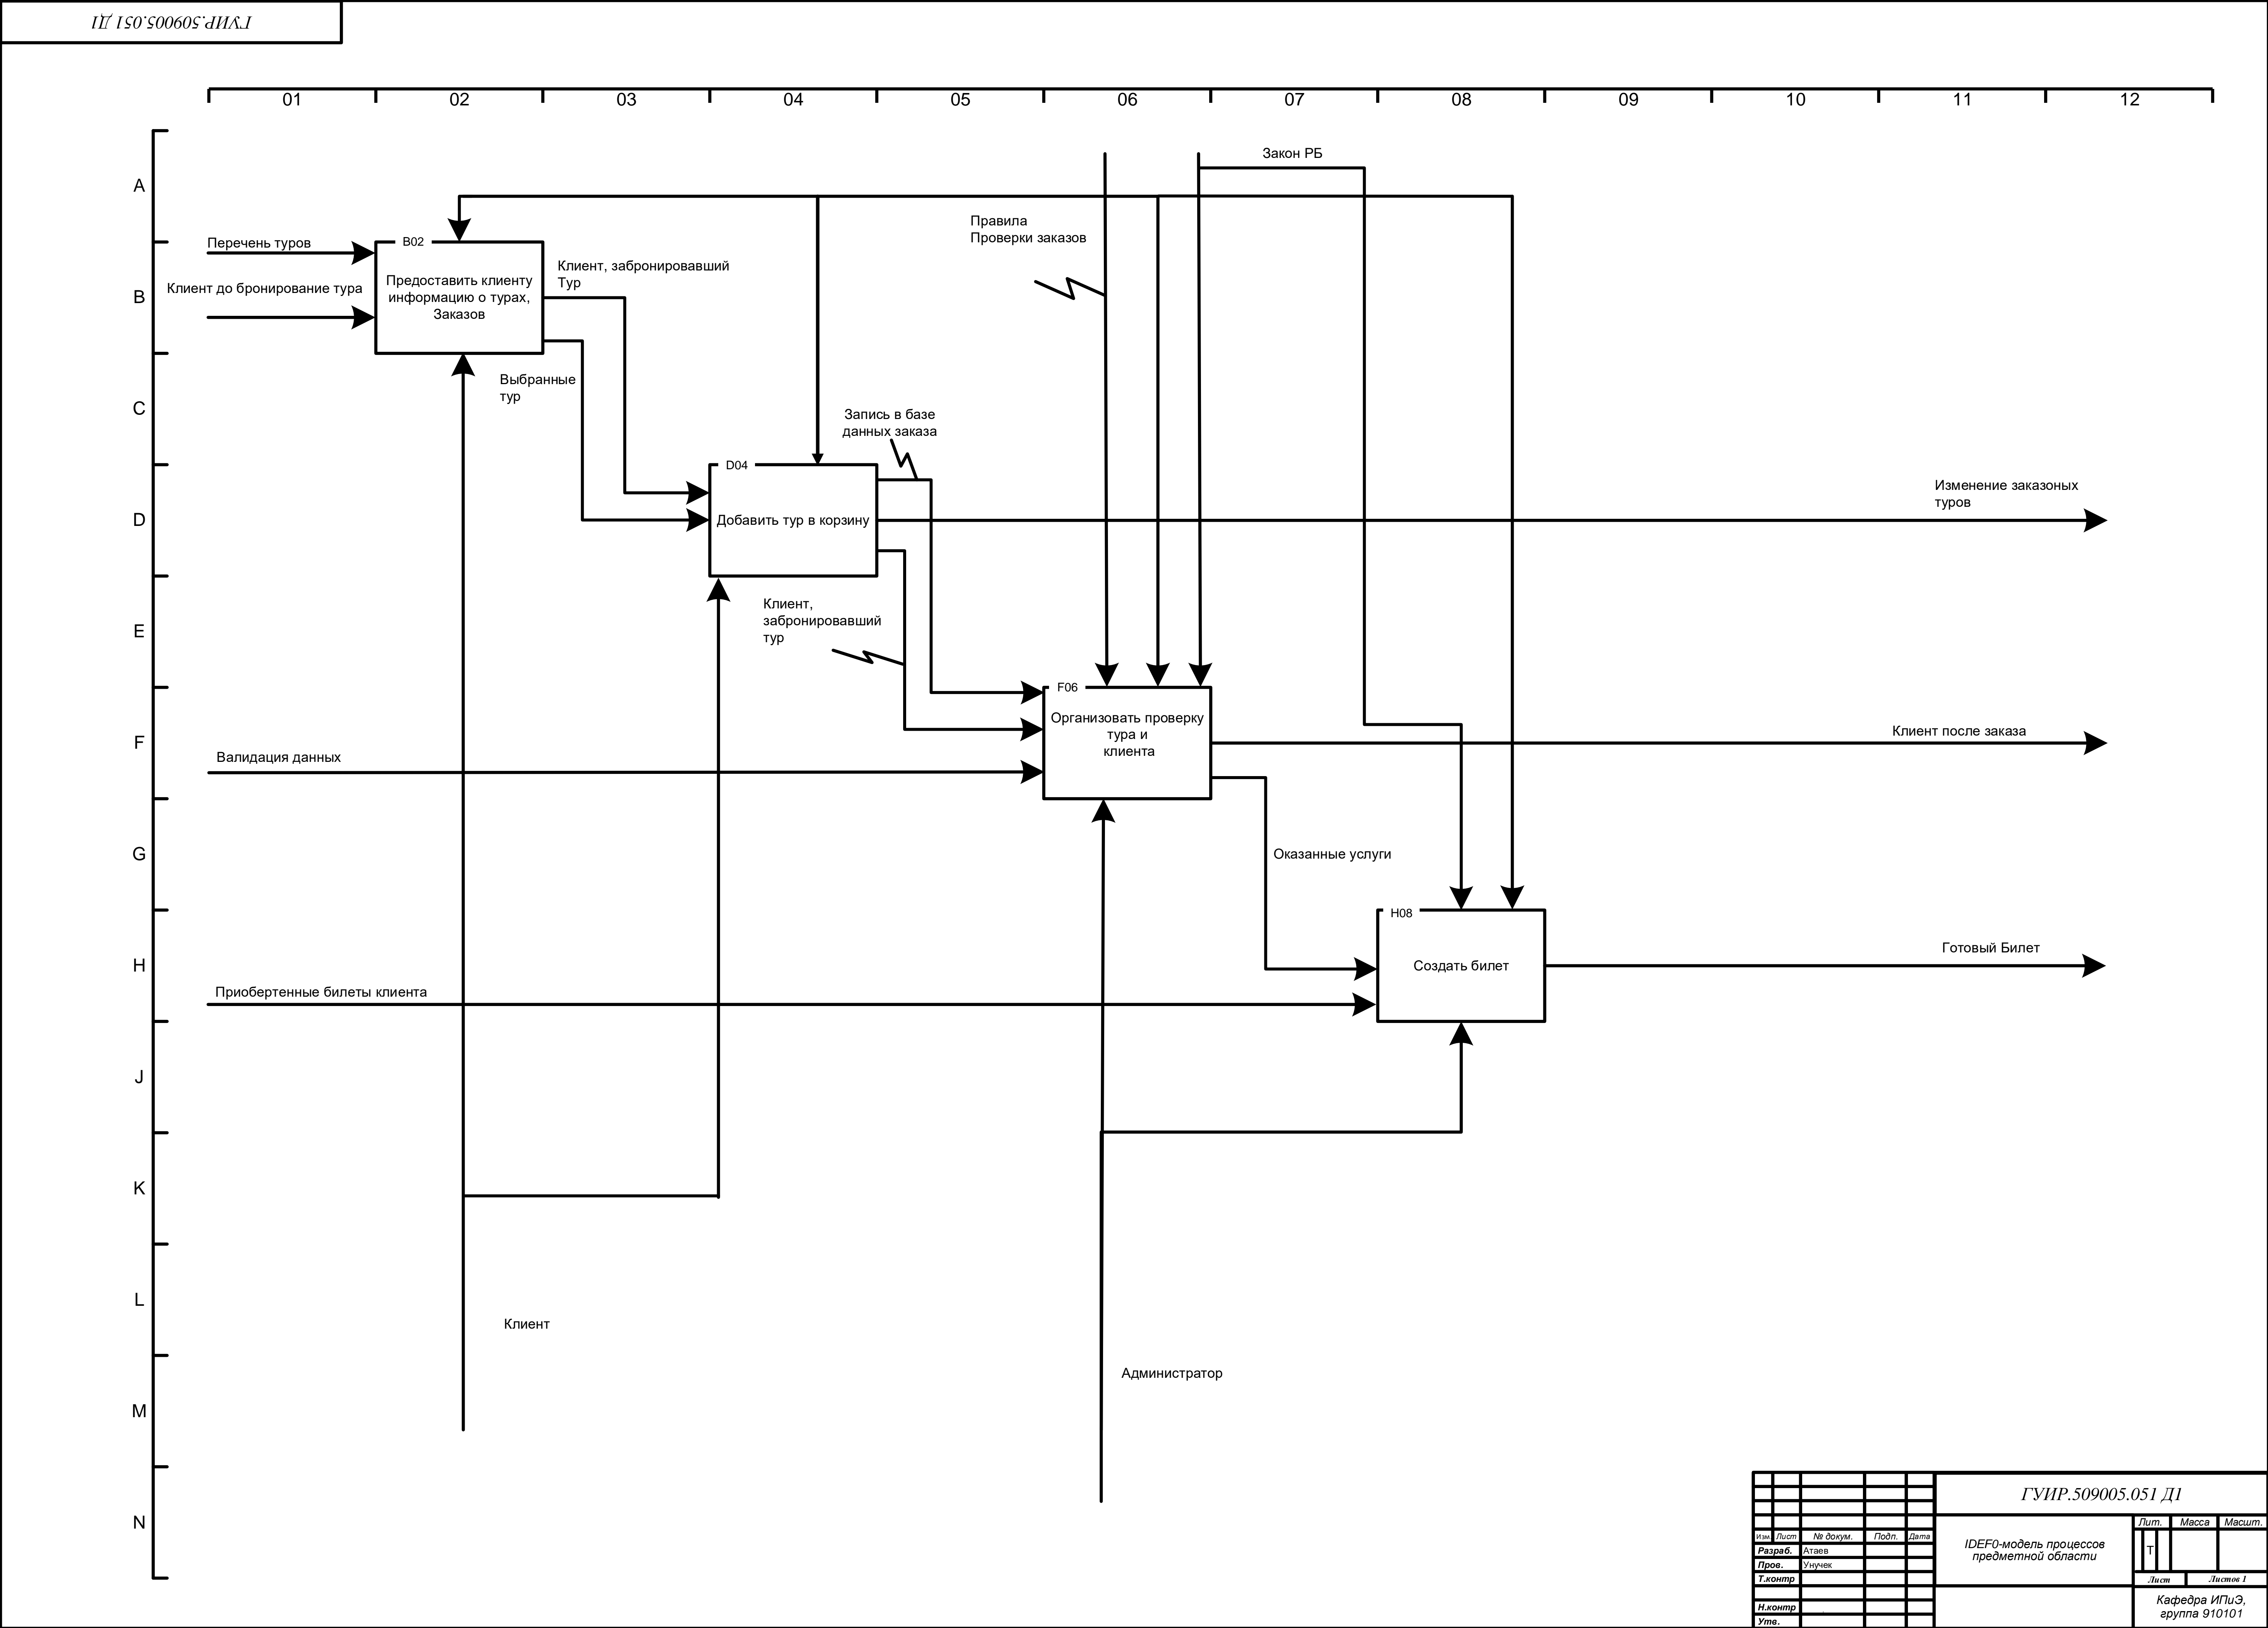 ГУИР.509005.051 Д1
01 02 03 04 05 06 07 08 09 10 11 12
A
B
C
D
E
F
G
H
J
K
L
M
N
Закон РБ
Правила
Проверки заказов
Перечень туров
Клиент до бронирование тура
B02
Предоставить клиенту
информацию о турах,
Заказов
Клиент, забронировавший
Тур
Выбранные
тур
Запись в базе
данных заказа
D04
Добавить тур в корзину
Изменение заказоных
туров
Клиент,
забронировавший
тур
F06
Организовать проверку
тура и
клиента
Клиент после заказа
Валидация данных
Оказанные услуги
H08
Создать билет
Готовый Билет
Приобертенные билеты клиента
Клиент
Администратор
ГУИР.509005.051 Д1
Изм. Лист № докум. Подп. Дата
Разраб. Атаев
Пров. Унучек
Т.контр
Н.контр
Утв.
IDEF0-модель процессов
предметной области
Лит. Масса Масшт.
Т
Лист Листов 1
Кафедра ИПиЭ,
группа 910101